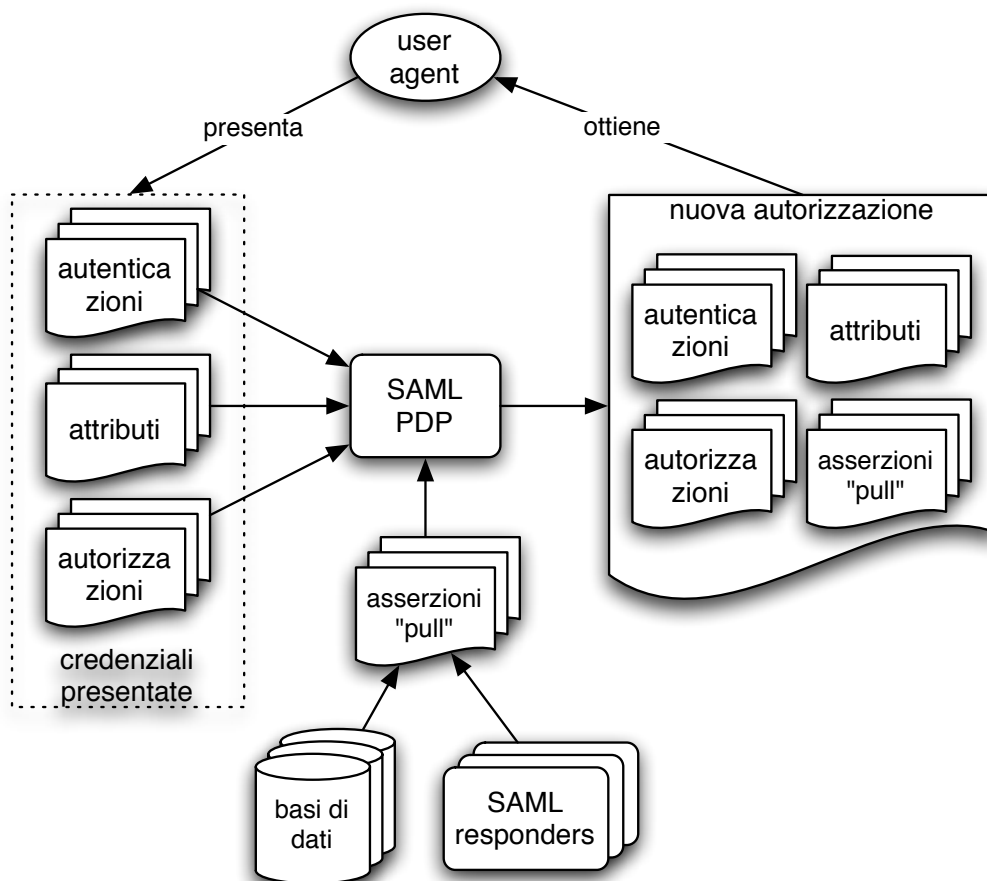 user
agent
presenta
ottiene
autentica
zioni
attributi
autorizza
zioni
credenziali
presentate
SAML
PDP
asserzioni
"pull"
basi di
dati
SAML
responders
nuova autorizzazione
autentica
zioni
attributi
autorizza
zioni
asserzioni
"pull"